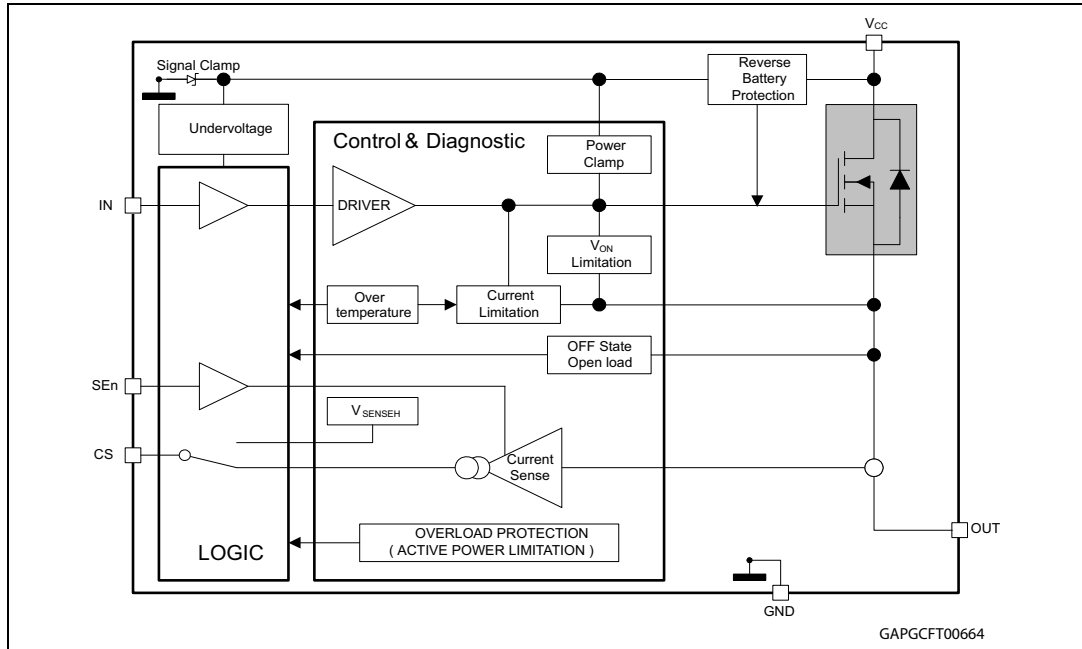 VCC
Signal Clamp
Reverse
Battery
Protection
Undervoltage
Control & Diagnostic
Power
Clamp
IN
DRIVER
VON
Limitation
Over
temperature
Current
Limitation
OFF State
Open load
SEn
VSENSEH
CS
Current
Sense
OVERLOAD PROTECTION
( ACTIVE POWER LIMITATION )
LOGIC
OUT
GND
GAPGCFT00664